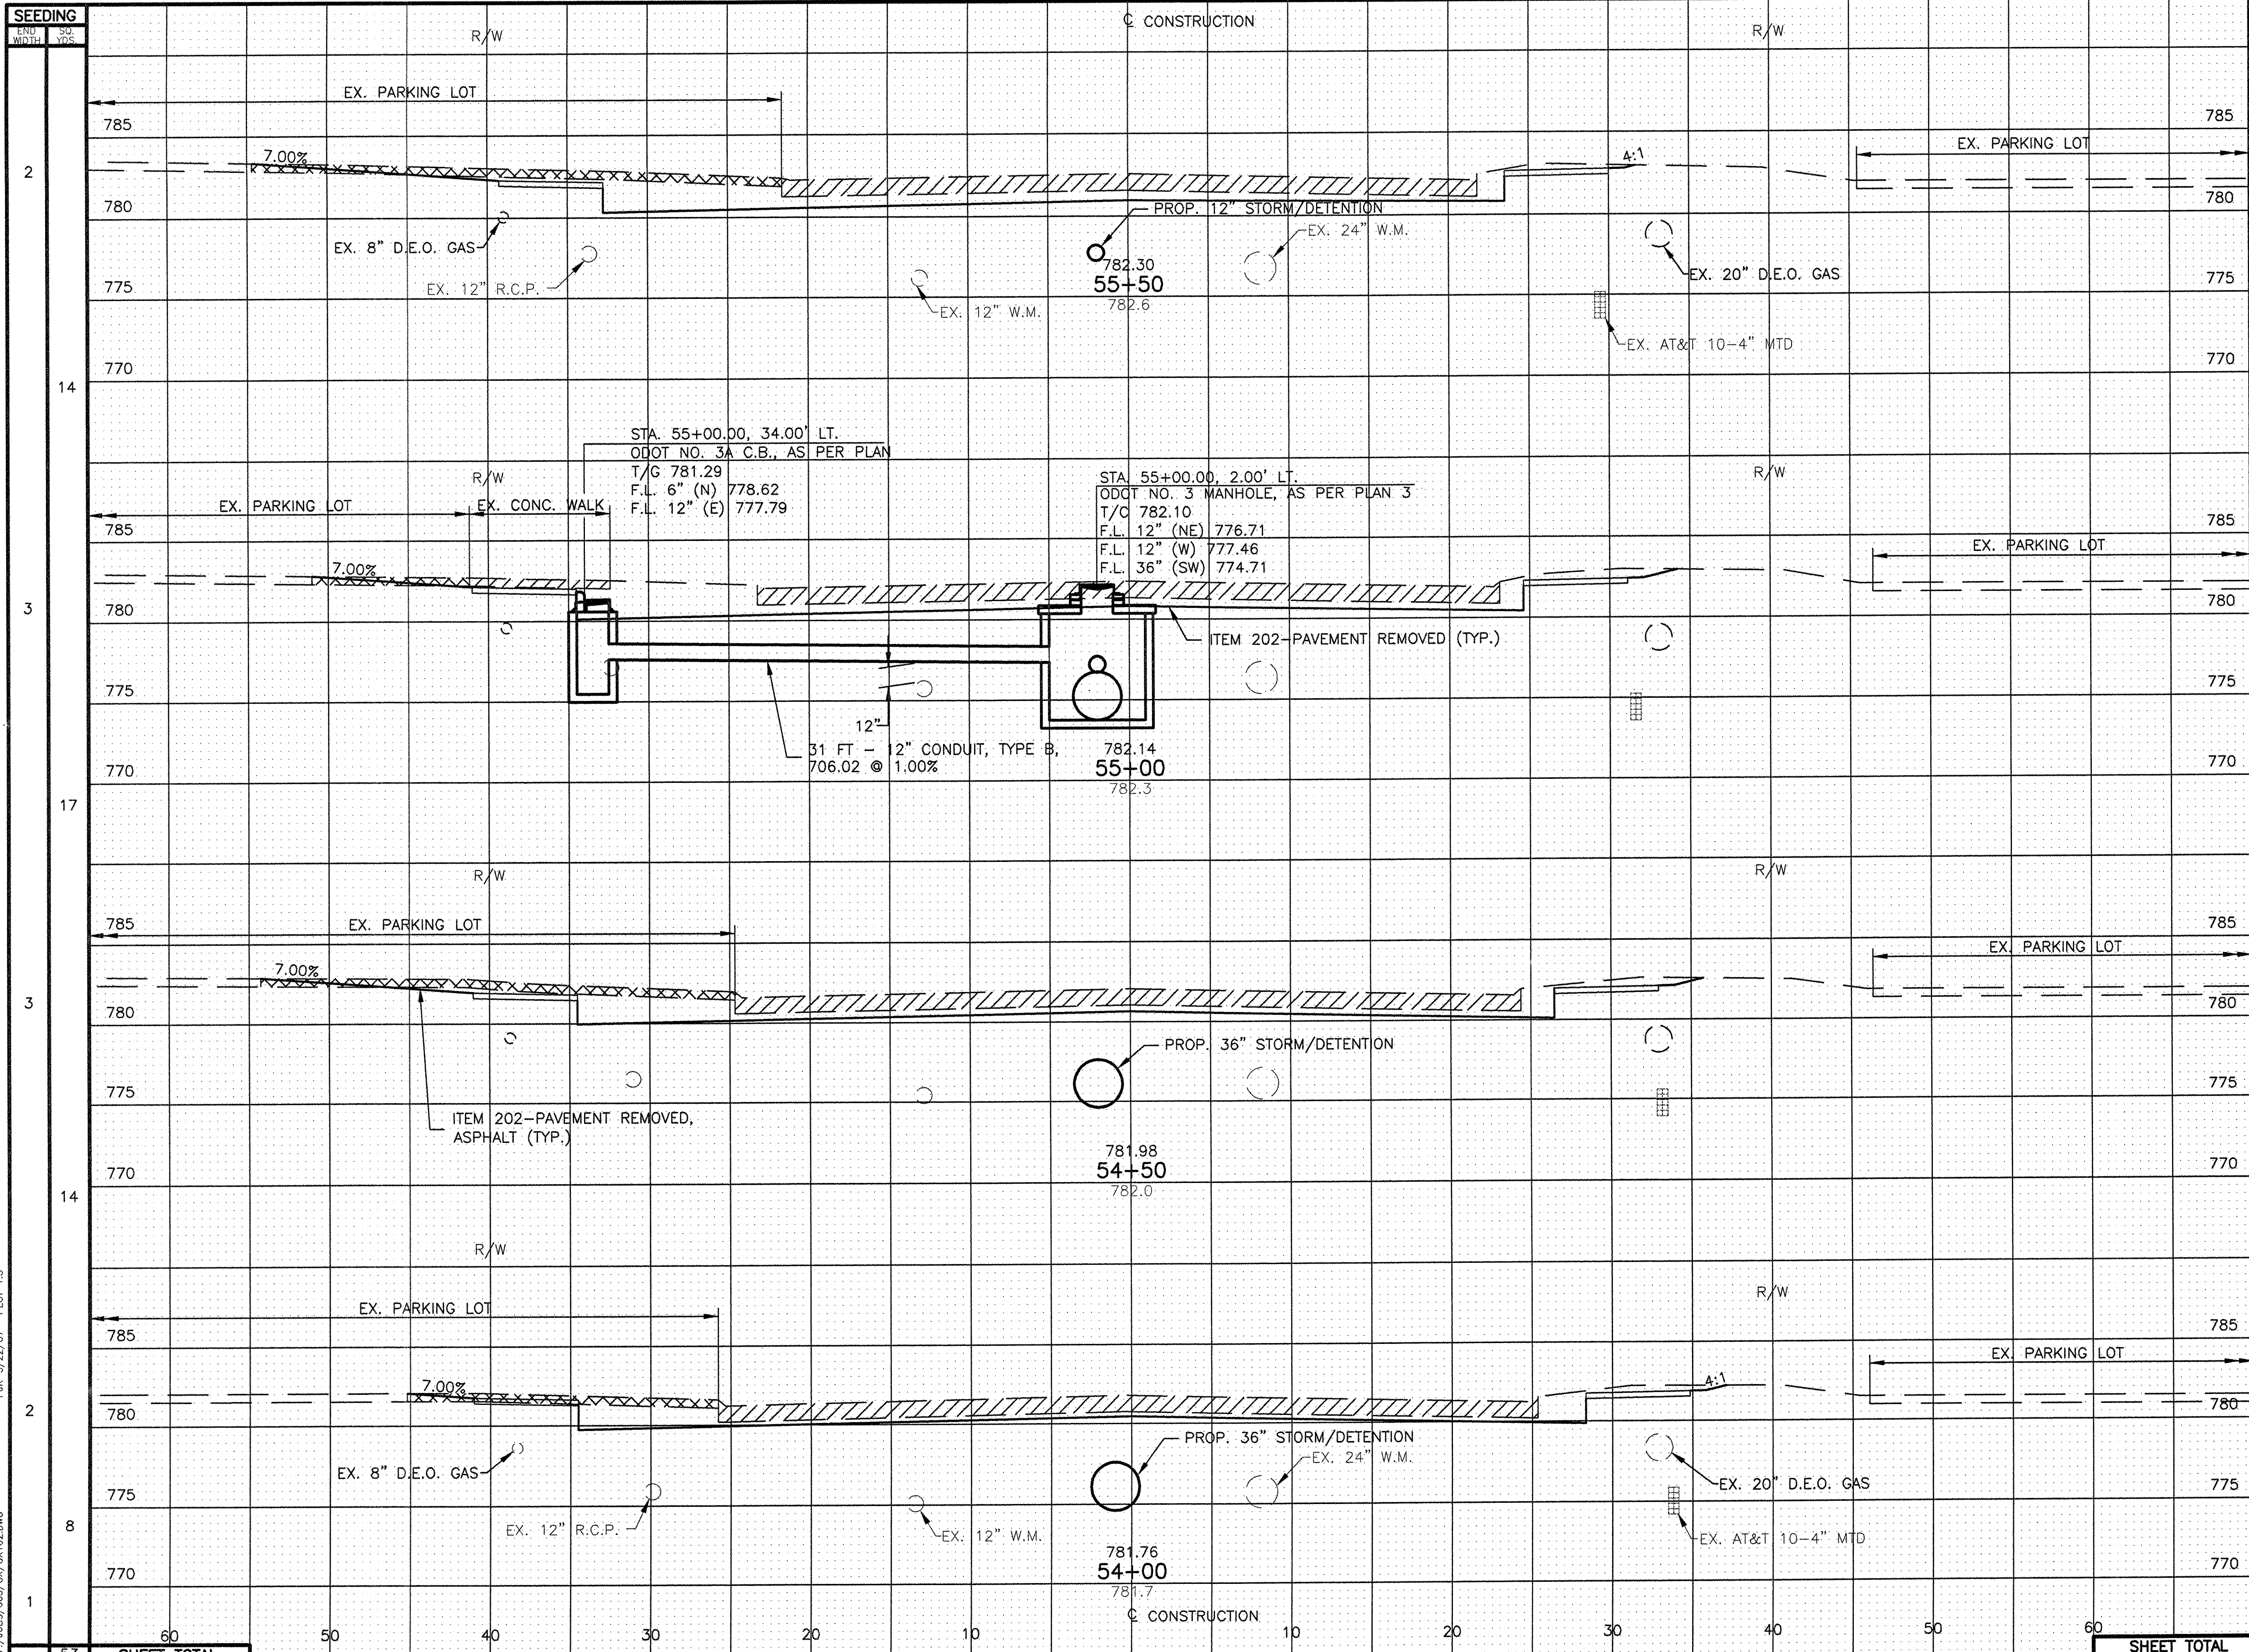 SEEDING
END WIDTH
SQ. YDS.
℄ CONSTRUCTION
R/W
R/W
EX. PARKING LOT
785
785
EX. PARKING LOT
7.00%
4:1
2
780
780
PROP. 12" STORM/DETENTION
EX. 8" D.E.O. GAS
EX. 24" W.M.
782.30
EX. 20" D.E.O. GAS
775
55+50
775
EX. 12" R.C.P.
782.6
EX. 12" W.M.
EX. AT&T 10-4" MTD
770
770
14
STA. 55+00.00, 34.00' LT.
ODOT NO. 3A C.B., AS PER PLAN
T/G 781.29
F.L. 6" (N) 778.62
F.L. 12" (E) 777.79
R/W
R/W
STA. 55+00.00, 2.00' LT.
ODOT NO. 3 MANHOLE, AS PER PLAN 3
T/C 782.10
F.L. 12" (NE) 776.71
F.L. 12" (W) 777.46
F.L. 36" (SW) 774.71
EX. PARKING LOT
EX. CONC. WALK
785
785
EX. PARKING LOT
7.00%
3
780
780
ITEM 202-PAVEMENT REMOVED (TYP.)
775
775
12"
31 FT - 12" CONDUIT, TYPE B,
706.02 @ 1.00%
782.14
55+00
782.3
770
770
17
R/W
R/W
785
785
EX. PARKING LOT
EX. PARKING LOT
7.00%
3
780
780
PROP. 36" STORM/DETENTION
775
775
ITEM 202-PAVEMENT REMOVED,
ASPHALT (TYP.)
781.98
54+50
782.0
770
770
14
R/W
R/W
EX. PARKING LOT
785
785
EX. PARKING LOT
7.00%
4:1
2
780
780
PROP. 36" STORM/DETENTION
EX. 24" W.M.
EX. 8" D.E.O. GAS
EX. 20" D.E.O. GAS
775
775
8
EX. 12" R.C.P.
EX. 12" W.M.
EX. AT&T 10-4" MTD
781.76
54+00
781.7
770
770
1
℄ CONSTRUCTION
60 50 40 30 20 10 10 20 30 40 50 60
SHEET TOTAL
SHEET TOTAL